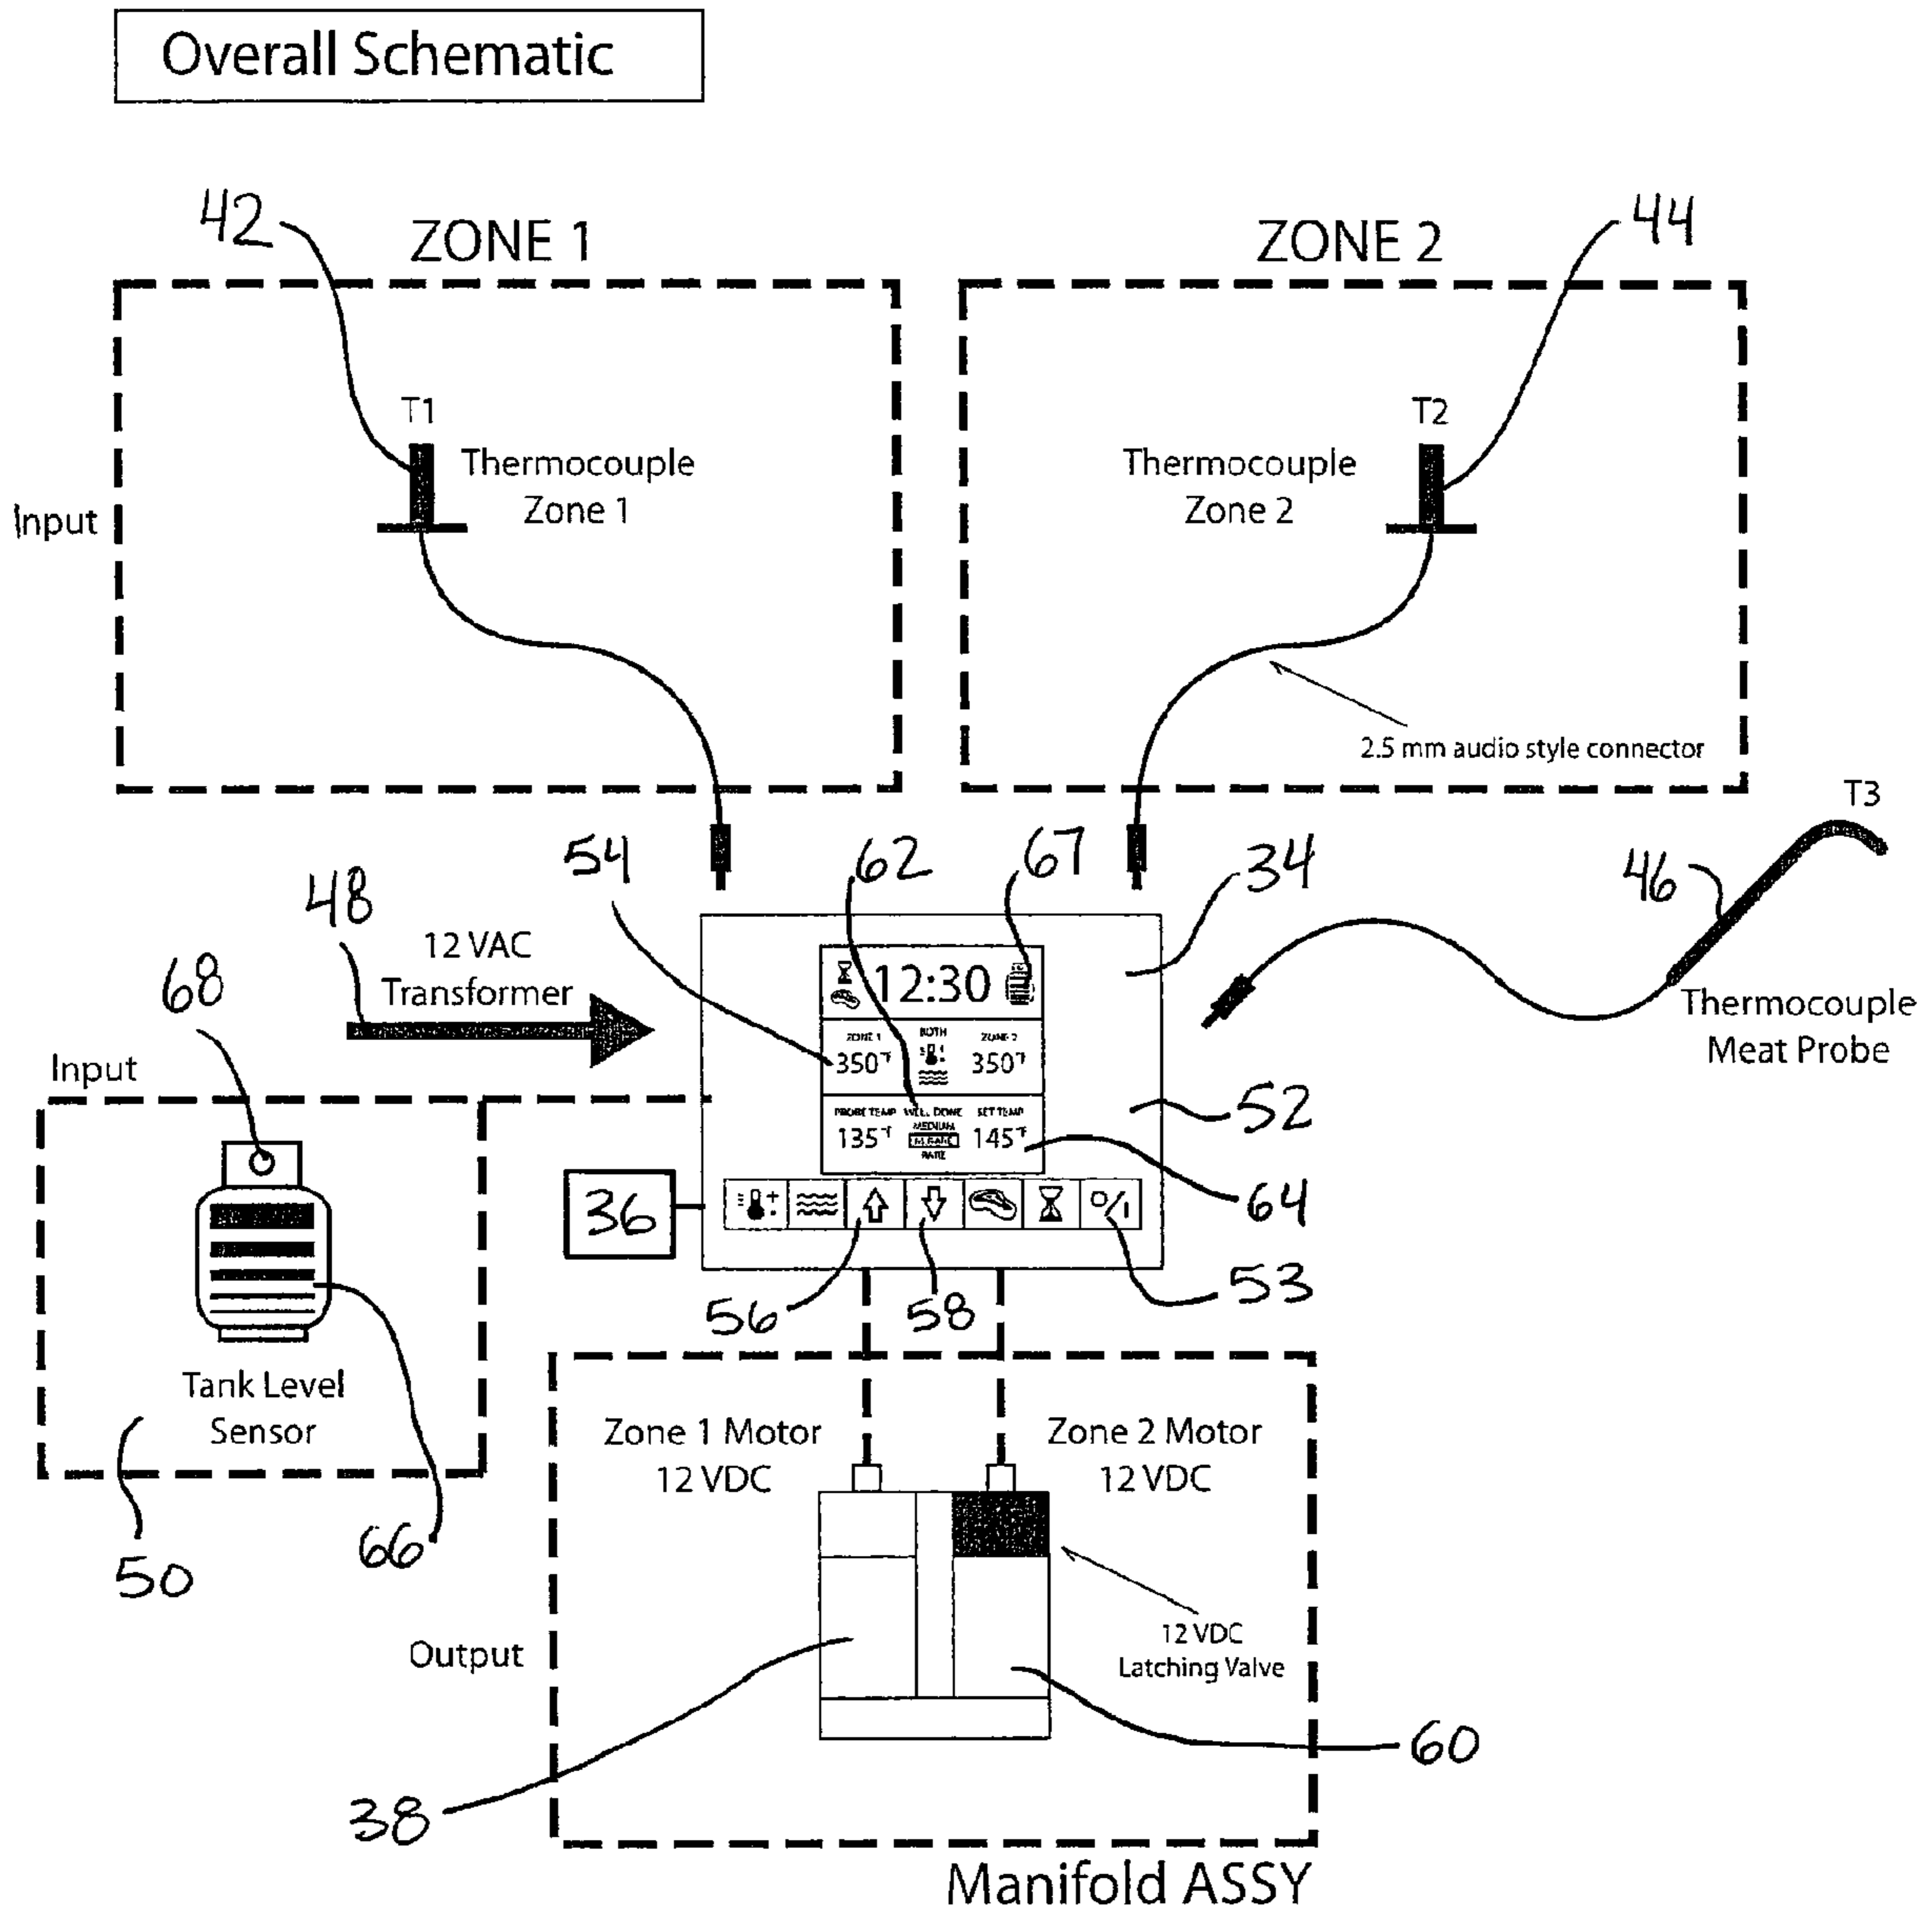 Overall Schematic
42
ZONE 1
ZONE 2
44
T1
Thermocouple
Zone 1
T2
Thermocouple
Zone 2
Input
2.5 mm audio style connector
T3
54
62
67
34
46
48
12 VAC
Transformer
12:30
68
Thermocouple
Meat Probe
Input
ZONE 1
BOTH
ZONE 2
350°F
350°F
52
PROBE TEMP
WELL DONE
SET TEMP
135°F
MEDIUM
M.RARE
145°F
RARE
36
64
O/I
56
58
53
Tank Level
Sensor
50
66
Zone 1 Motor
12 VDC
Zone 2 Motor
12 VDC
12 VDC
Latching Valve
Output
60
38
Manifold ASSY